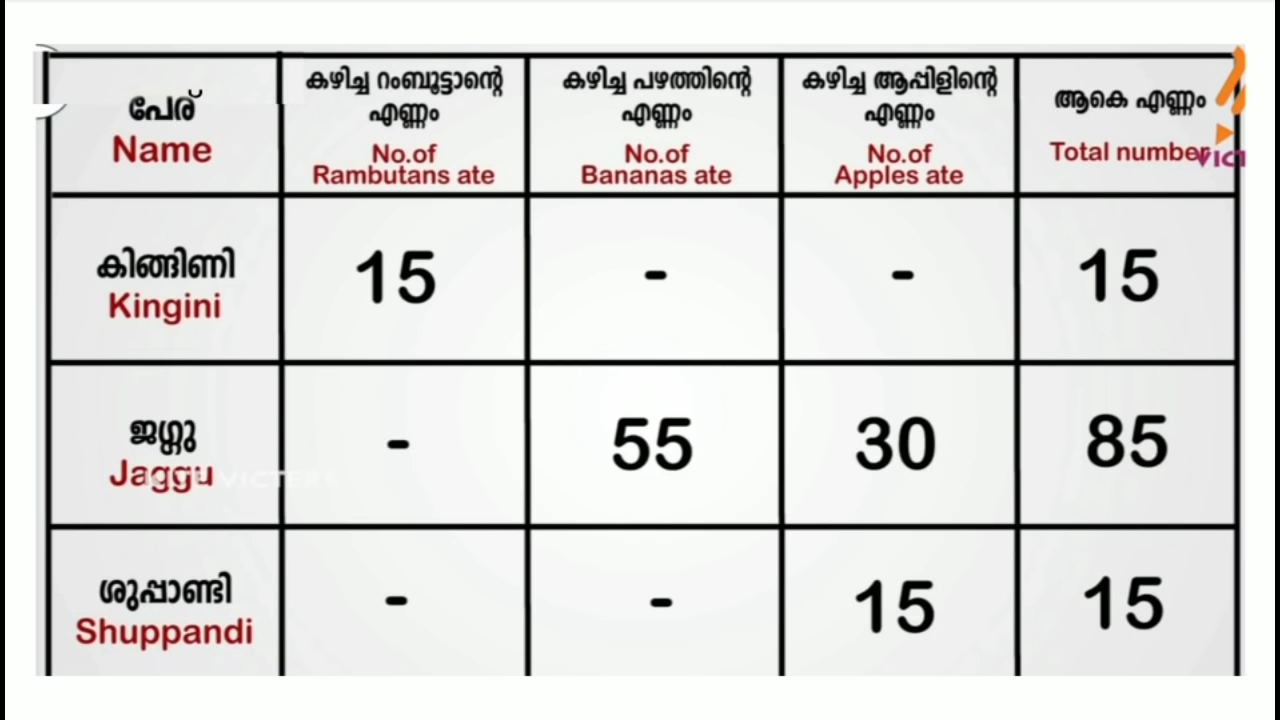 പേര്
Name
കഴിച്ച റംബൂട്ടാന്റെ
എണ്ണം
No.of
Rambutans ate
കഴിച്ച പഴത്തിന്റെ
എണ്ണം
No.of
Bananas ate
കഴിച്ച ആപ്പിളിന്റെ
എണ്ണം
No.of
Apples ate
ആകെ എണ്ണം
Total number
കിങ്ങിണി
Kingini
15
-
-
15
ജഗ്ഗു
Jaggu
-
55
30
85
ശുപ്പാണ്ടി
Shuppandi
-
-
15
15